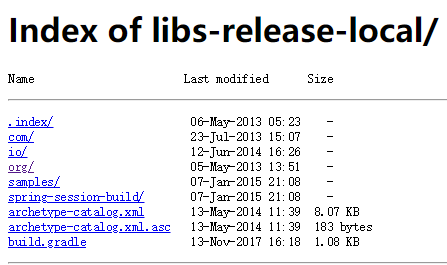 Index of libs-release-local/
Name Last modified Size
.index/ 06-May-2013 05:23 -
com/ 23-Jul-2013 15:07 -
io/ 12-Jun-2014 16:26 -
org/ 05-May-2013 13:51 -
samples/ 07-Jan-2015 21:08 -
spring-session-build/ 07-Jan-2015 21:08 -
archetype-catalog.xml 13-May-2014 11:39 8.07 KB
archetype-catalog.xml.asc 13-May-2014 11:39 183 bytes
build.gradle 13-Nov-2017 16:18 1.08 KB